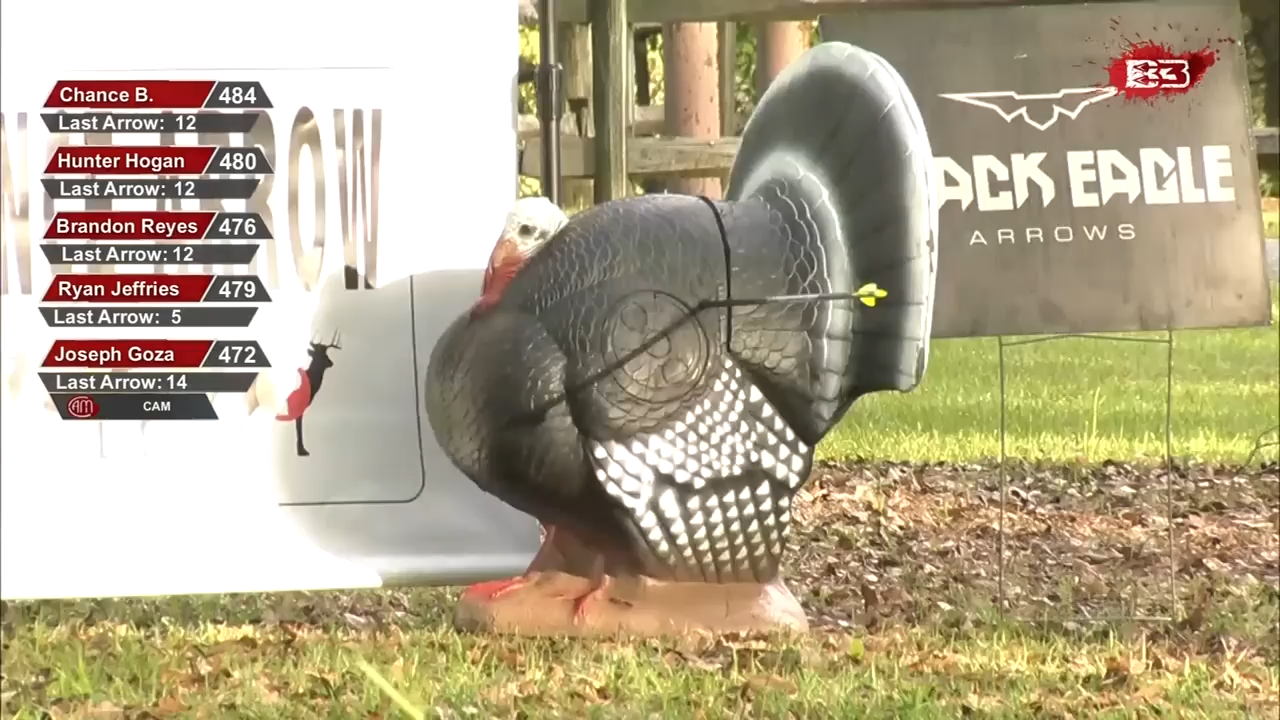 Chance B. 484
Last Arrow: 12
Hunter Hogan 480
Last Arrow: 12
Brandon Reyes 476
Last Arrow: 12
Ryan Jeffries 479
Last Arrow: 5
Joseph Goza 472
Last Arrow: 14
AM CAM
B3
ACK EAGLE
ARROWS